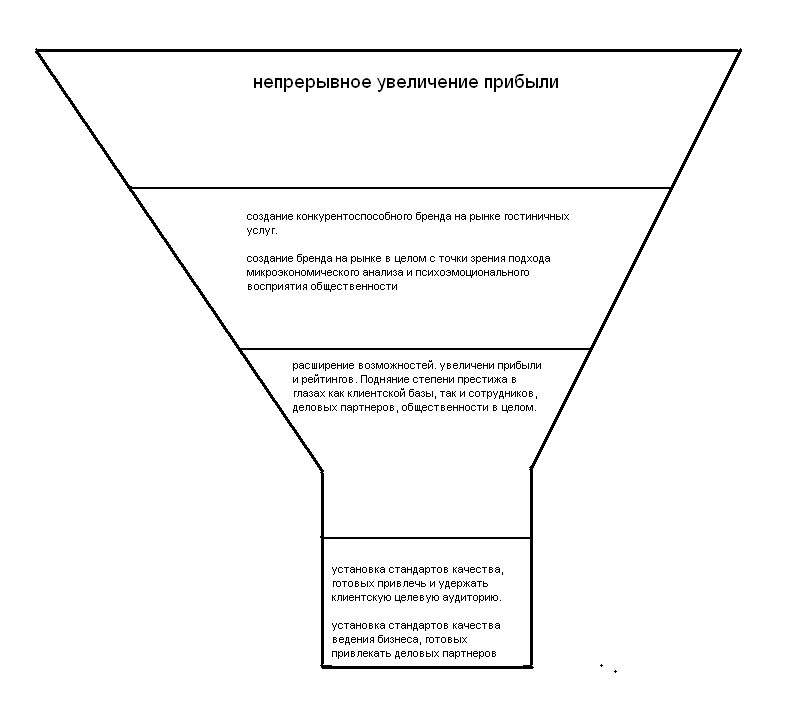 непрерывное увеличение прибыли
создание конкурентоспособного бренда на рынке гостиничных
услуг.
создание бренда на рынке в целом с точки зрения подхода
микроэкономического анализа и психоэмоционального
восприятия общественности
расширение возможностей. увеличени прибыли
и рейтингов. Подняние степени престижа в
глазах как клиентской базы, так и сотрудников,
деловых партнеров, общественности в целом.
установка стандартов качества,
готовых привлечь и удержать
клиентскую целевую аудиторию.
установка стандартов качества
ведения бизнеса, готовых
привлекать деловых партнеров